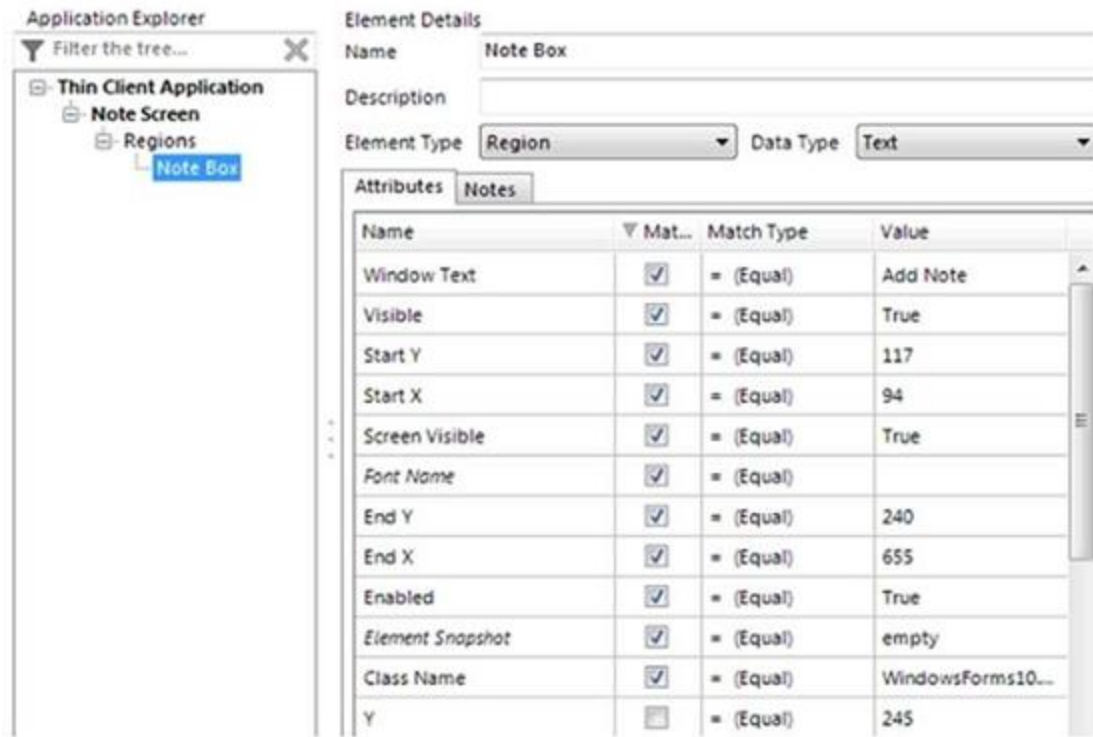 Application Explorer
Filter the tree...
Thin Client Application
Note Screen
Regions
Note Box
Element Details
Name Note Box
Description
Element Type Region Data Type Text
Attributes Notes
Name Mat... Match Type Value
Window Text = (Equal) Add Note
Visible = (Equal) True
Start Y = (Equal) 117
Start X = (Equal) 94
Screen Visible = (Equal) True
Font Name = (Equal)
End Y = (Equal) 240
End X = (Equal) 655
Enabled = (Equal) True
Element Snapshot = (Equal) empty
Class Name = (Equal) WindowsForms10....
Y = (Equal) 245